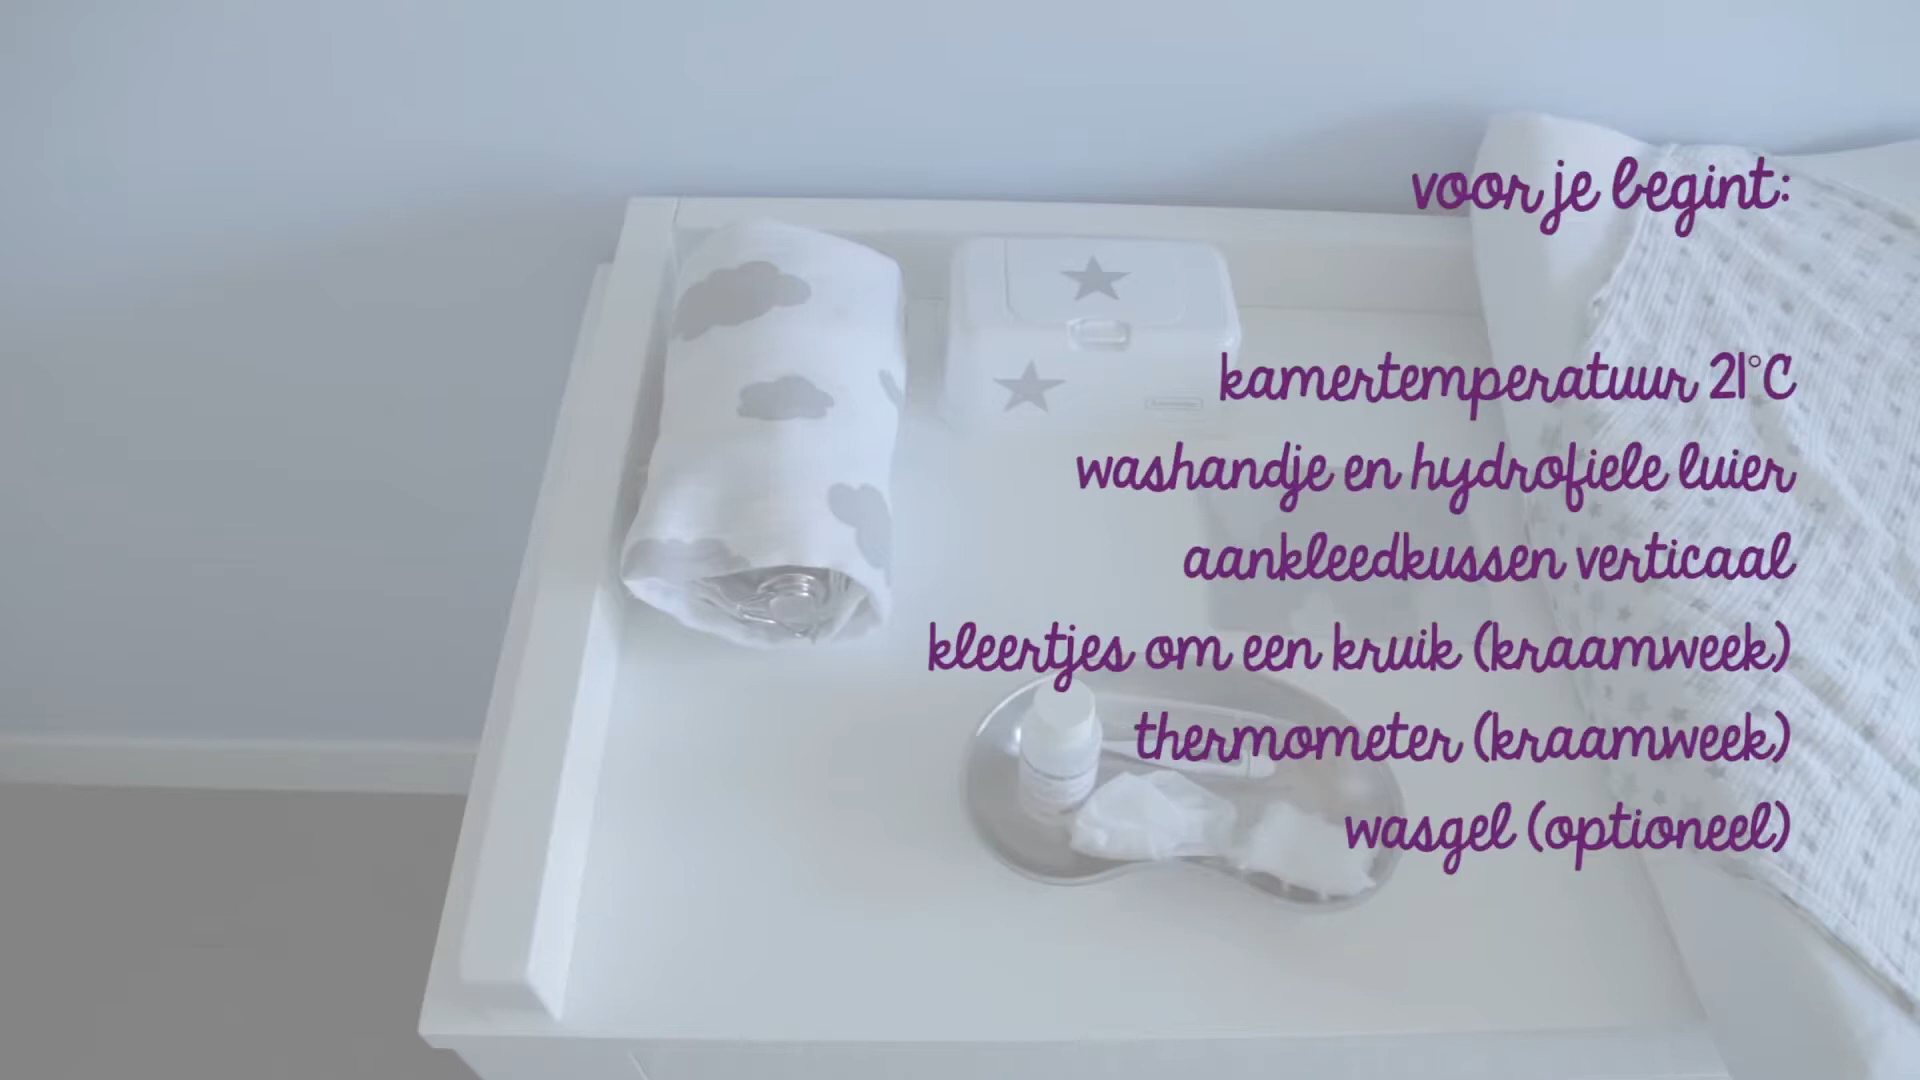 voor je begint:
kamertemperatuur 21°C
washandje en hydrofiele luier
aankleedkussen verticaal
kleertjes om een kruik (kraamweek)
thermometer (kraamweek)
wasgel (optioneel)